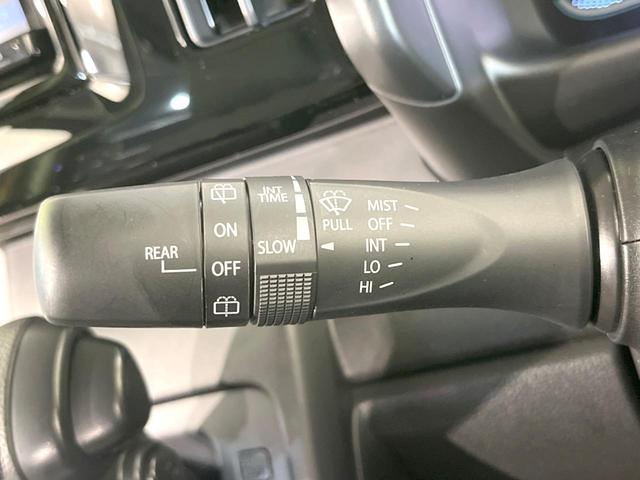 REAR
ON
OFF
INT
TIME
SLOW
PULL
MIST
OFF
INT
LO
HI